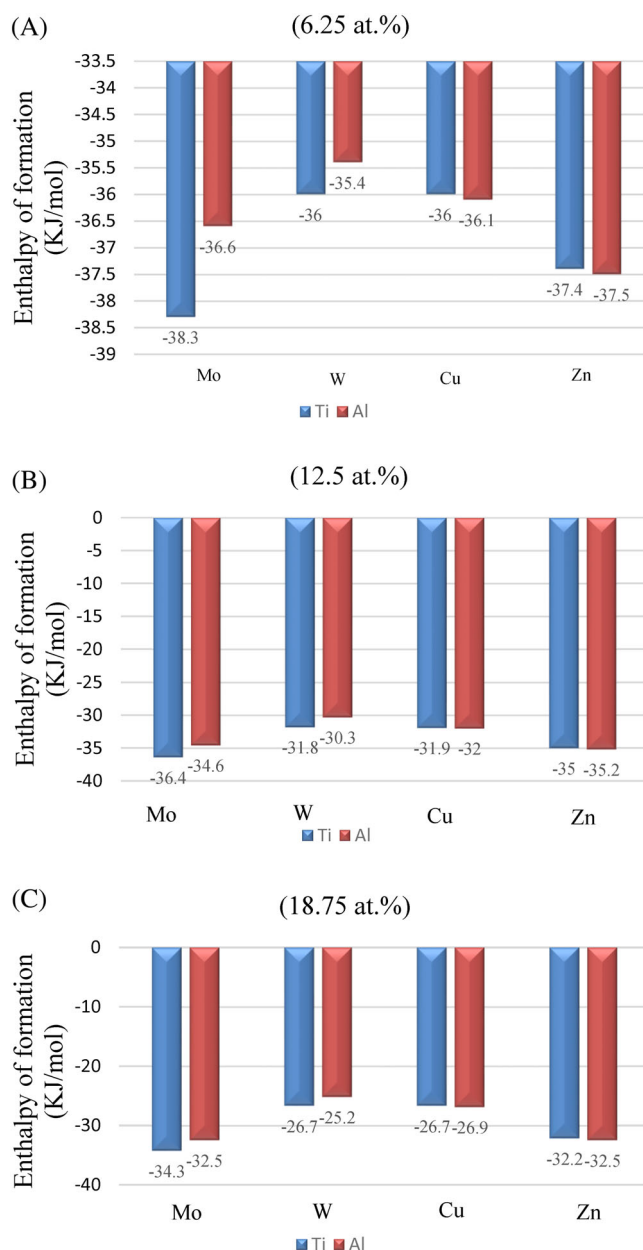 (A)
(6.25 at.%)
Enthalpy of formation
(KJ/mol)
-33.5
-34
-34.5
-35
-35.5
-36
-36.5
-37
-37.5
-38
-38.5
-39
-38.3
-36.6
-36
-35.4
-36
-36.1
-37.4
-37.5
Mo
W
Cu
Zn
Ti
Al
(B)
(12.5 at.%)
Enthalpy of formation
(KJ/mol)
0
-5
-10
-15
-20
-25
-30
-35
-40
-36.4
-34.6
-31.8
-30.3
-31.9
-32
-35
-35.2
Mo
W
Cu
Zn
Ti
Al
(C)
(18.75 at.%)
Enthalpy of formation
(KJ/mol)
0
-10
-20
-30
-40
-34.3
-32.5
-26.7
-25.2
-26.7
-26.9
-32.2
-32.5
Mo
W
Cu
Zn
Ti
Al